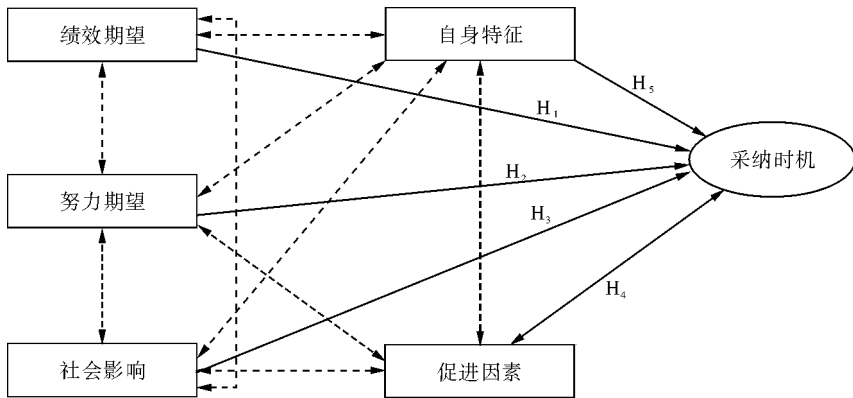 绩效期望
自身特征
H5
H1
采纳时机
努力期望
H2
H3
H4
社会影响
促进因素